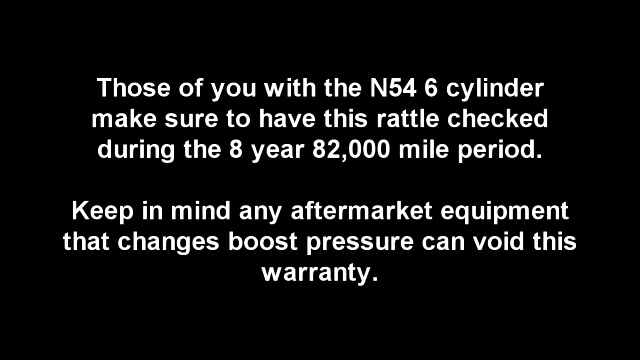 Those of you with the N54 6 cylinder
make sure to have this rattle checked
during the 8 year 82,000 mile period.
Keep in mind any aftermarket equipment
that changes boost pressure can void this
warranty.